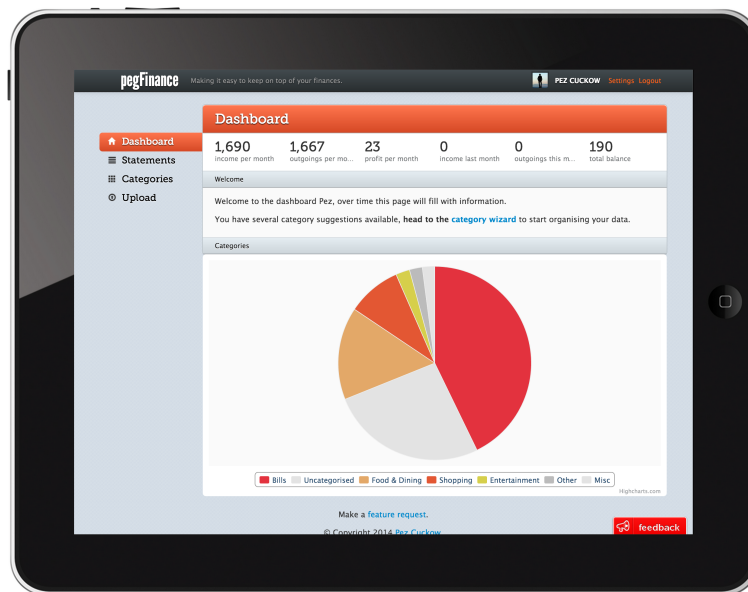 pegFinance Making it easy to keep on top of your finances. PEZ CUCKOW Settings Logout
Dashboard
Statements
Categories
Upload
Dashboard
1,690 1,667 23 0 0 190
income per month outgoings per mo... profit per month income last month outgoings this m... total balance
Welcome
Welcome to the dashboard Pez, over time this page will fill with information.
You have several category suggestions available, head to the category wizard to start organising your data.
Categories
Bills Uncategorised Food & Dining Shopping Entertainment Other Misc
Highcharts.com
Make a feature request.
© Copyright 2014 Pez Cuckow
feedback